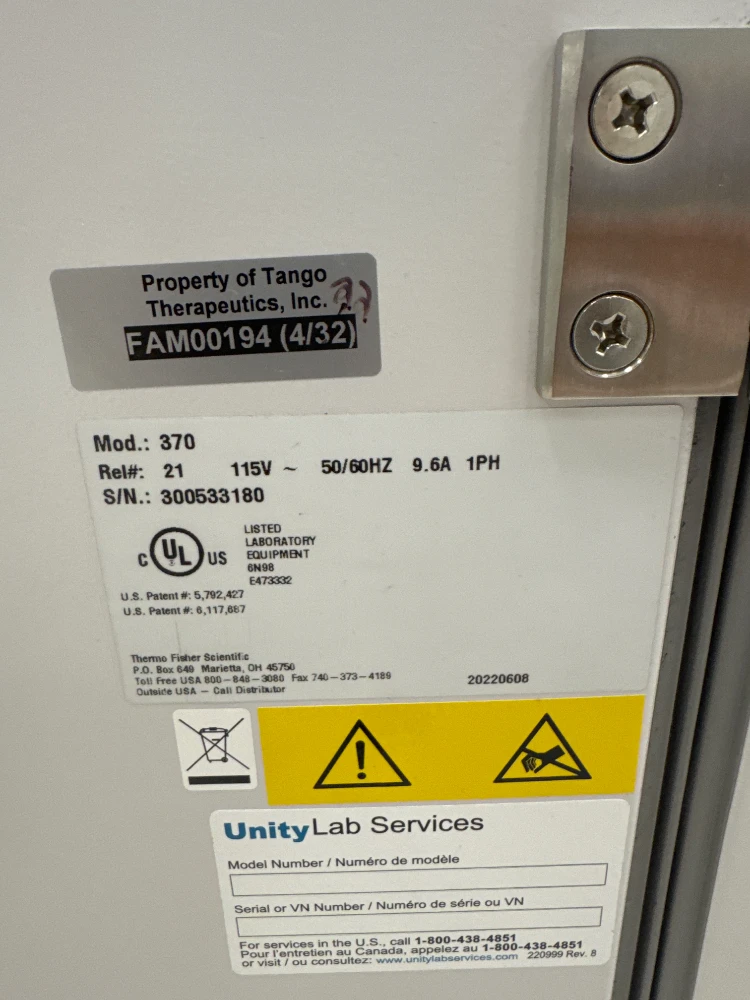 Property of Tango
Therapeutics, Inc.
FAM00194 (4/32)
Mod.: 370
Rel#: 21 115V ~ 50/60HZ 9.6A 1PH
S/N.: 300533180
C UL ® US
LISTED
LABORATORY
EQUIPMENT
6N98
E473332
U.S. Patent #: 5,792,427
U.S. Patent #: 6,117,687
Thermo Fisher Scientific
P.O. Box 649 Marietta, OH 45750
Toll Free USA 800-848-3080 Fax 740-373-4189
Outside USA - Call Distributor
20220608
Unity Lab Services
Model Number / Numéro de modèle
Serial or VN Number / Numéro de série ou VN
For services in the U.S., call 1-800-438-4851
Pour l'entretien au Canada, appelez au 1-800-438-4851
or visit / ou consultez: www.unitylabservices.com 220999 Rev. 8